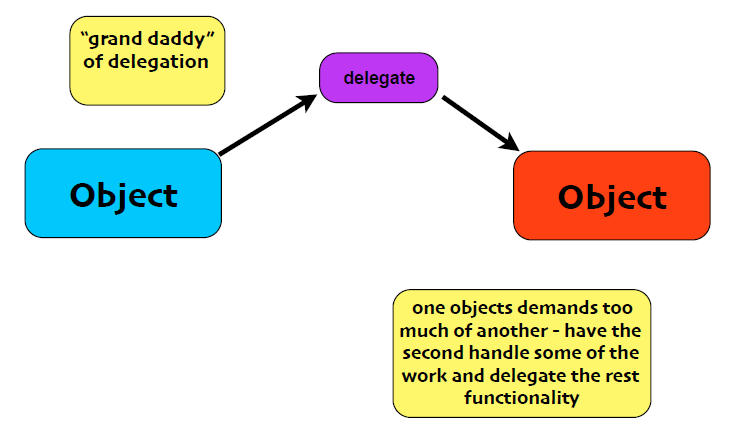 “grand daddy”
of delegation
delegate
Object
Object
one objects demands too
much of another - have the
second handle some of the
work and delegate the rest
functionality